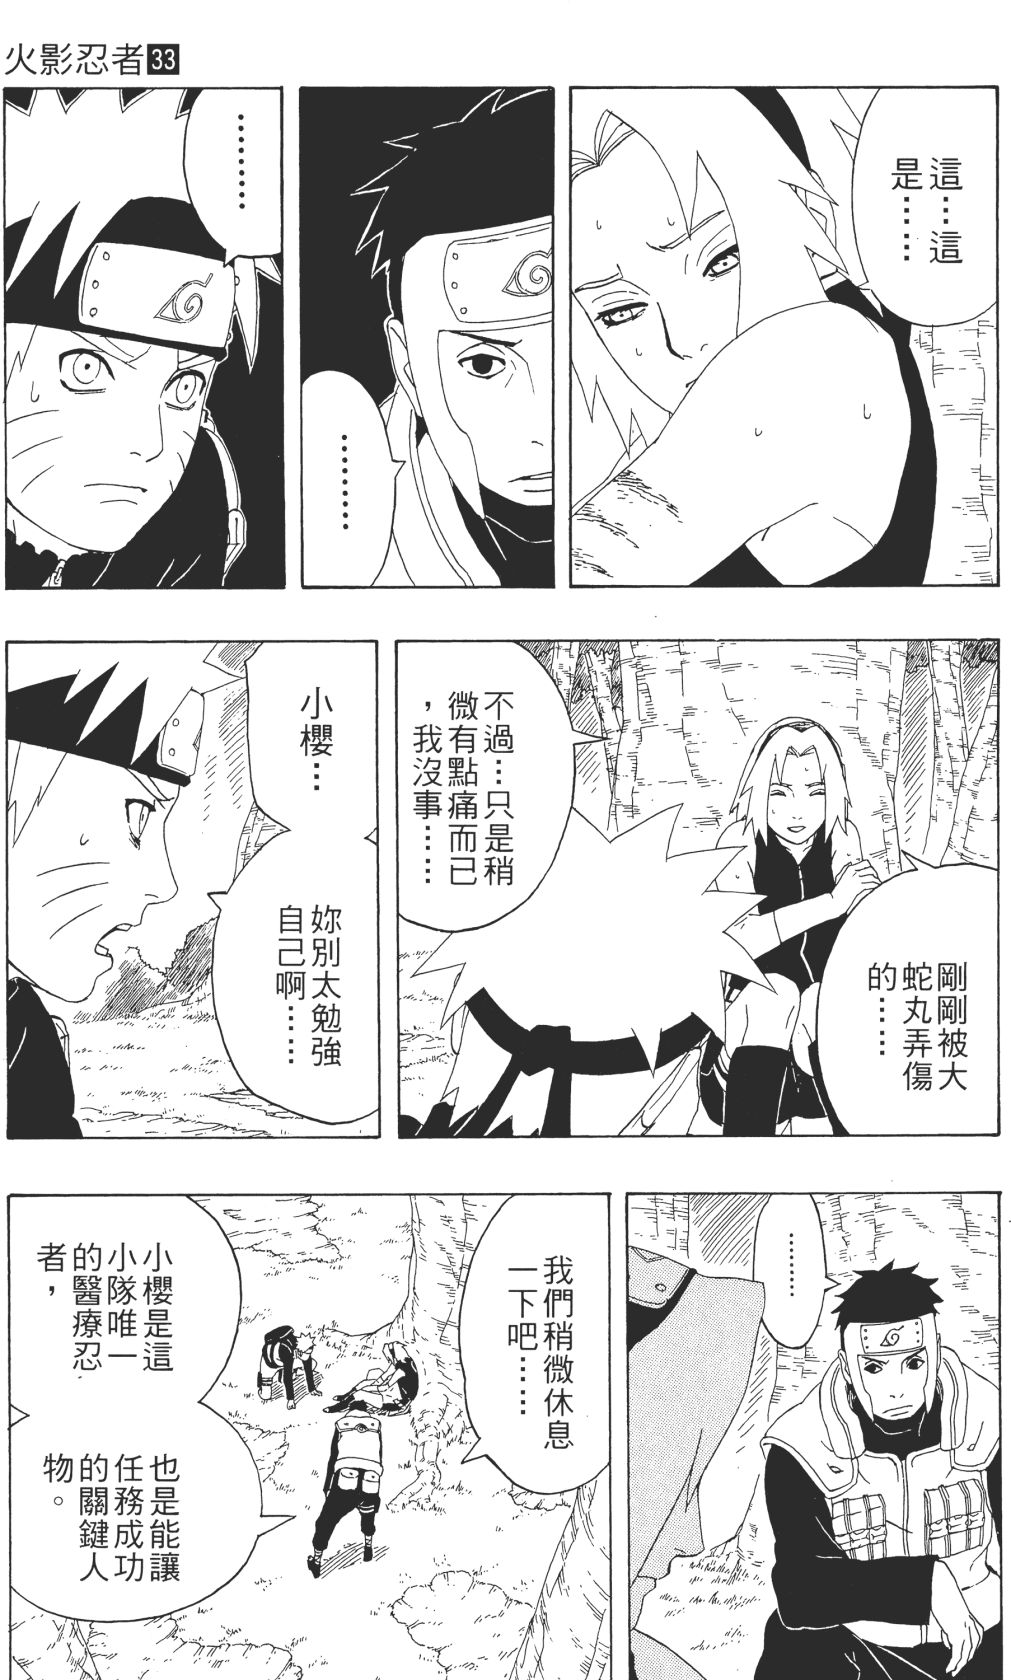 火影忍者33
這…這
是……
………
………
剛剛被大
蛇丸弄傷
的……
不過…只是稍
微有點痛而已
，我沒事……
小櫻…
妳別太勉強
自己啊……
………
我們稍微休息
一下吧……
小櫻是這
小隊唯一
的醫療忍
者，
也是能讓
任務成功
的關鍵人
物。